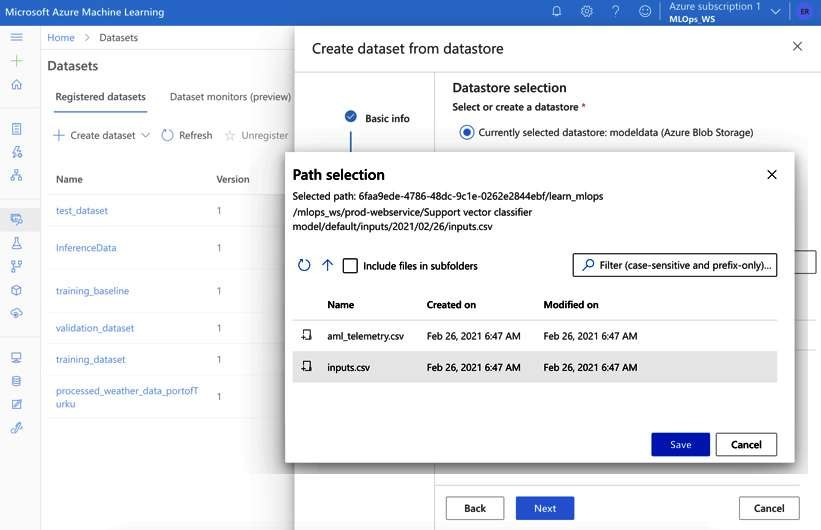 Microsoft Azure Machine Learning
Azure subscription 1
MLOps_WS
ER
Home > Datasets
Datasets
Registered datasets
Dataset monitors (preview)
Create dataset
Refresh
Unregister
Name
Version
test_dataset
1
InferenceData
1
training_baseline
1
validation_dataset
1
training_dataset
1
processed_weather_data_portofT
urku
1
Create dataset from datastore
Basic info
Datastore selection
Select or create a datastore *
Currently selected datastore: modeldata (Azure Blob Storage)
Path selection
Selected path: 6faa9ede-4786-48dc-9c1e-0262e2844ebf/learn_mlops
/mlops_ws/prod-webservice/Support vector classifier
model/default/inputs/2021/02/26/inputs.csv
Include files in subfolders
Filter (case-sensitive and prefix-only)...
Name
Created on
Modified on
aml_telemetry.csv
Feb 26, 2021 6:47 AM
Feb 26, 2021 6:47 AM
inputs.csv
Feb 26, 2021 6:47 AM
Feb 26, 2021 6:47 AM
Save
Cancel
Back
Next
Cancel